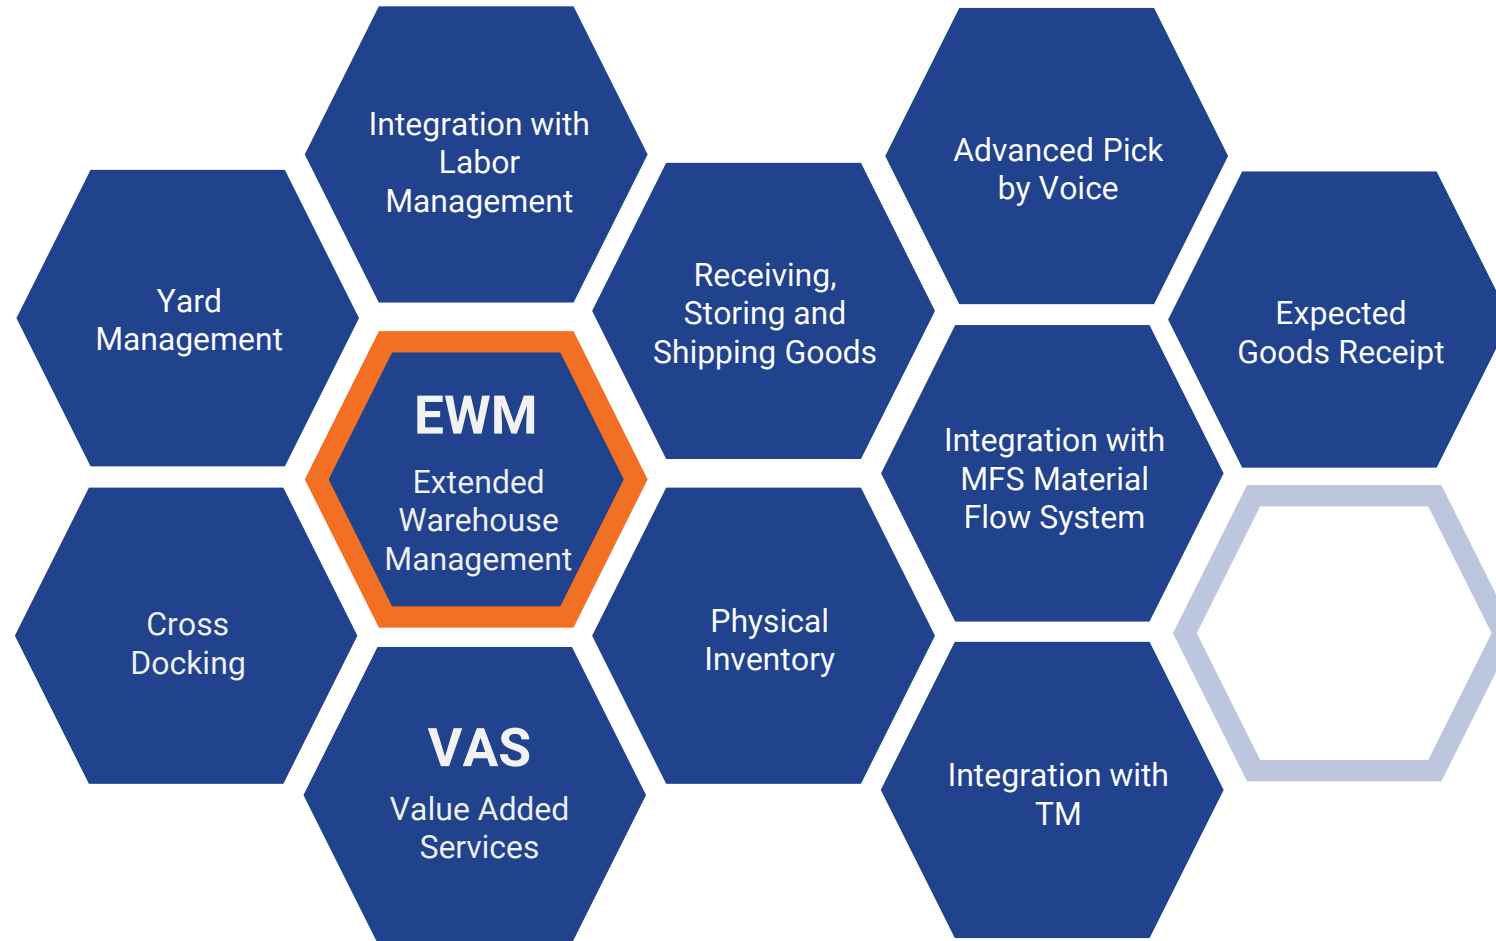 Integration with
Labor
Management
Advanced Pick
by Voice
Yard
Management
Receiving,
Storing and
Shipping Goods
Expected
Goods Receipt
EWM
Extended
Warehouse
Management
Integration with
MFS Material
Flow System
Cross
Docking
Physical
Inventory
VAS
Value Added
Services
Integration with
TM